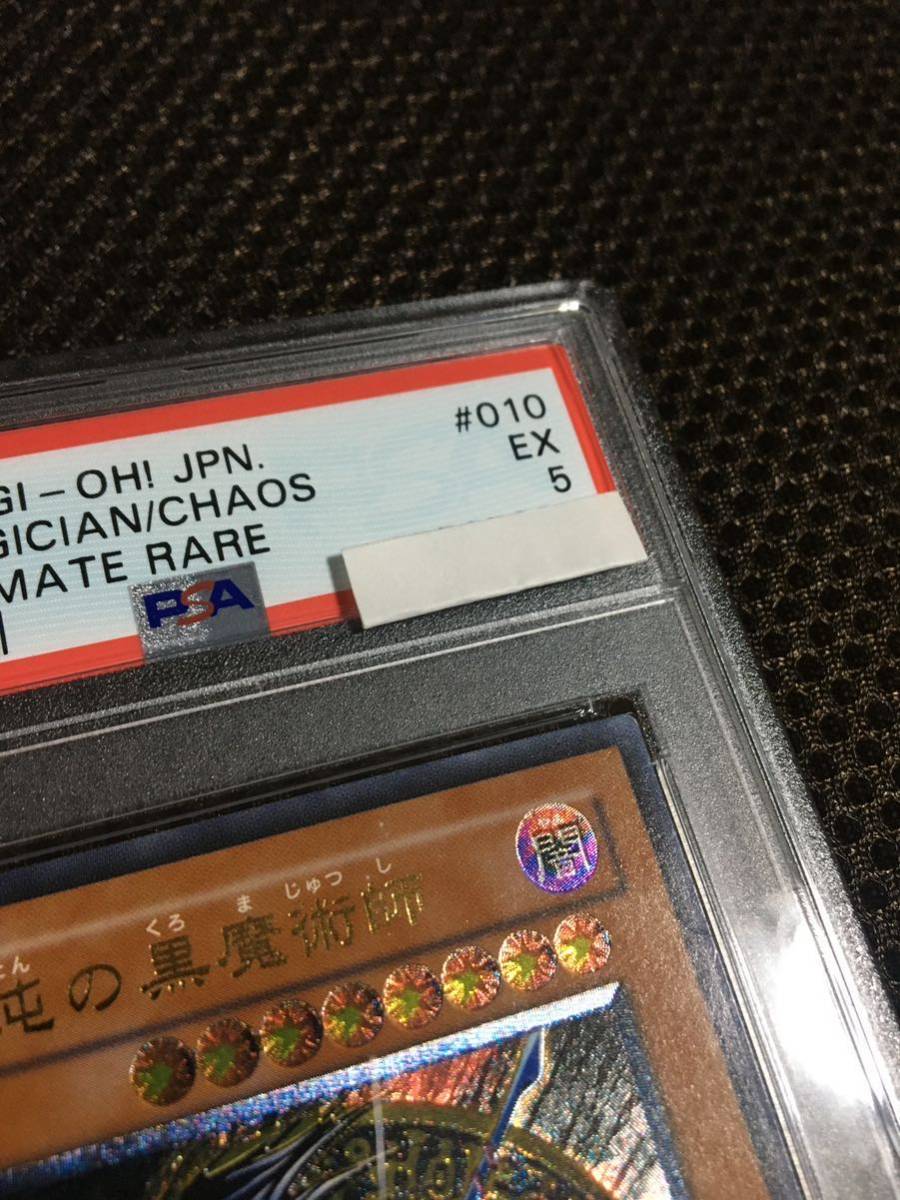 GI-OH! JPN. #010
GICIAN/CHAOS EX
MATE RARE 5
PSA
くろ ま じゅつ し
の黒魔術師
闇